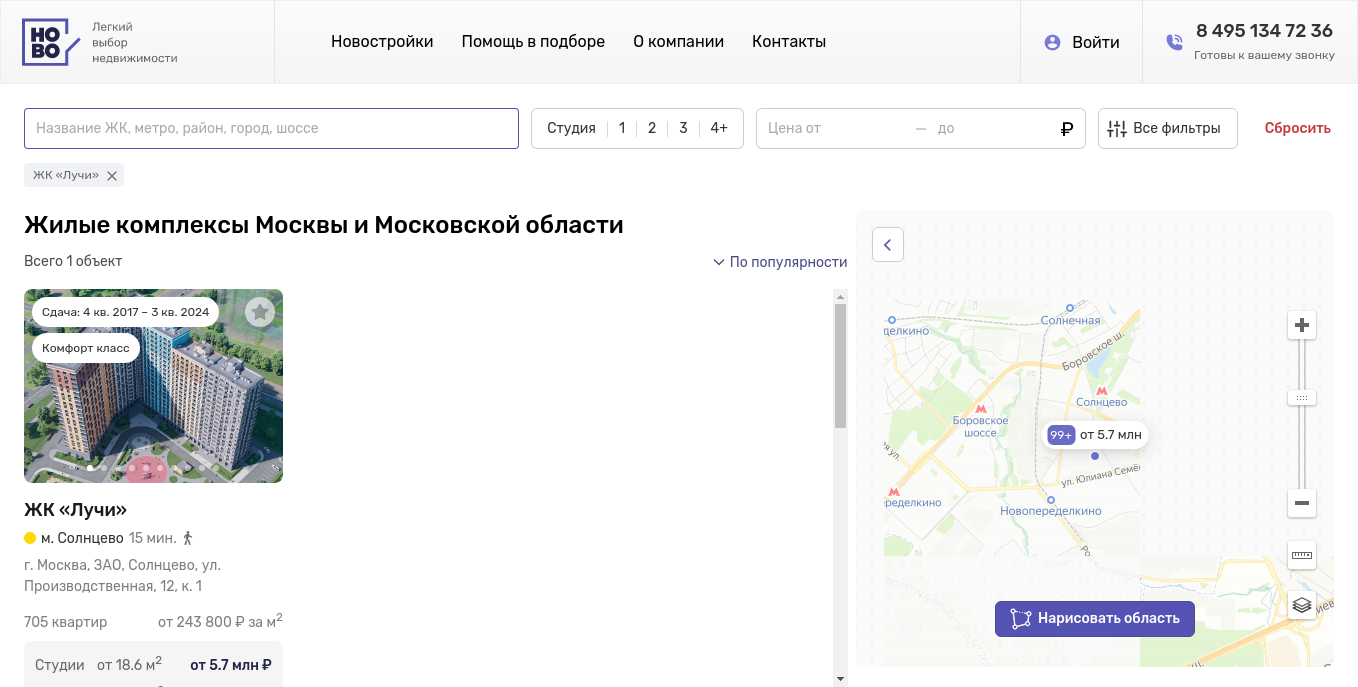 НО
ВО
Легкий
выбор
недвижимости
Новостройки
Помощь в подборе
О компании
Контакты
Войти
8 495 134 72 36
Готовы к вашему звонку
Название ЖК, метро, район, город, шоссе
Студия 1 2 3 4+
Цена от — до ₽
Все фильтры
Сбросить
ЖК «Лучи»
Жилые комплексы Москвы и Московской области
Всего 1 объект
По популярности
Сдача: 4 кв. 2017 – 3 кв. 2024
Комфорт класс
ЖК «Лучи»
м. Солнцево 15 мин.
г. Москва, ЗАО, Солнцево, ул.
Производственная, 12, к. 1
705 квартир
от 243 800 ₽ за м²
Студии от 18.6 м² от 5.7 млн ₽
делкино
Солнечная
Боровское ш.
Солнцево
Боровское
шоссе
99+ от 5.7 млн
ая ул.
ул. Юлиана Семё
ределкино
Новопеределкино
Нарисовать область